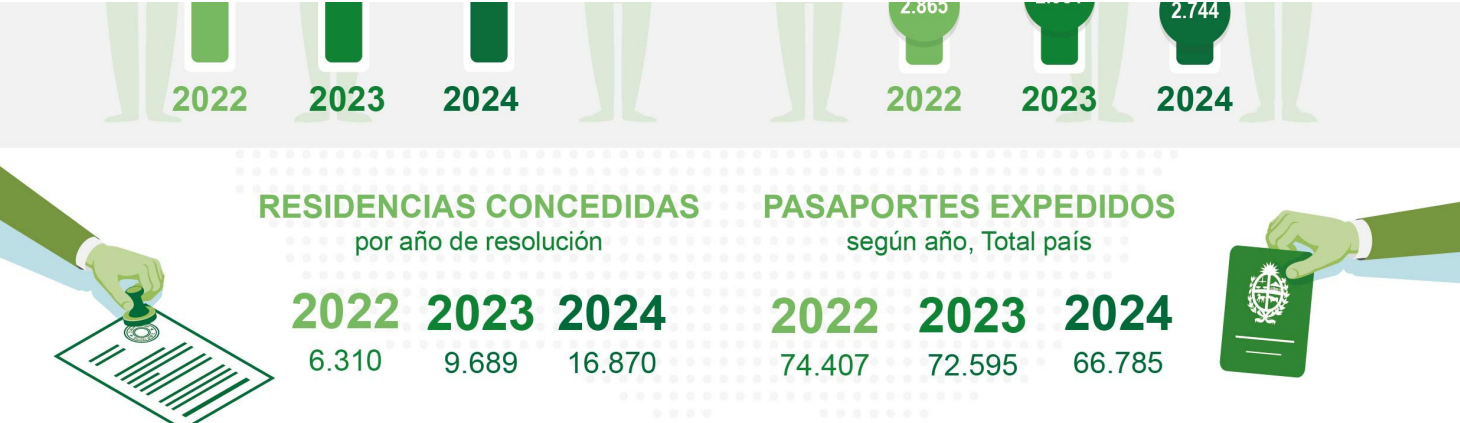 2.865
2.744
2022 2023 2024
2022 2023 2024
RESIDENCIAS CONCEDIDAS
por año de resolución
2022 2023 2024
6.310 9.689 16.870
PASAPORTES EXPEDIDOS
según año, Total país
2022 2023 2024
74.407 72.595 66.785